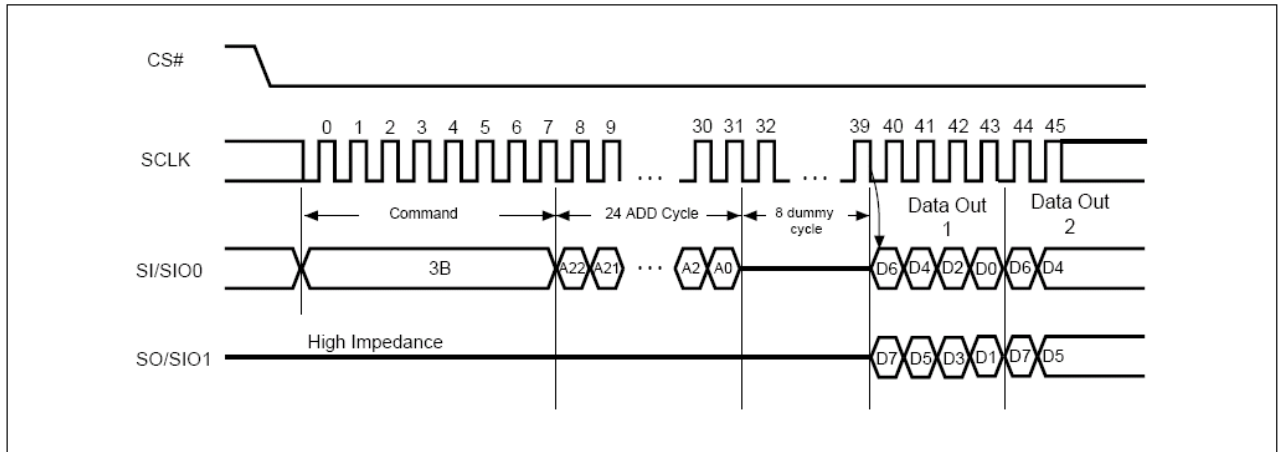 CS#
0 1 2 3 4 5 6 7 8 9 30 31 32 39 40 41 42 43 44 45
SCLK
... ...
Command 24 ADD Cycle 8 dummy cycle Data Out 1 Data Out 2
SI/SIO0 3B A22 A21 ... A2 A0 D6 D4 D2 D0 D6 D4
High Impedance
SO/SIO1 D7 D5 D3 D1 D7 D5